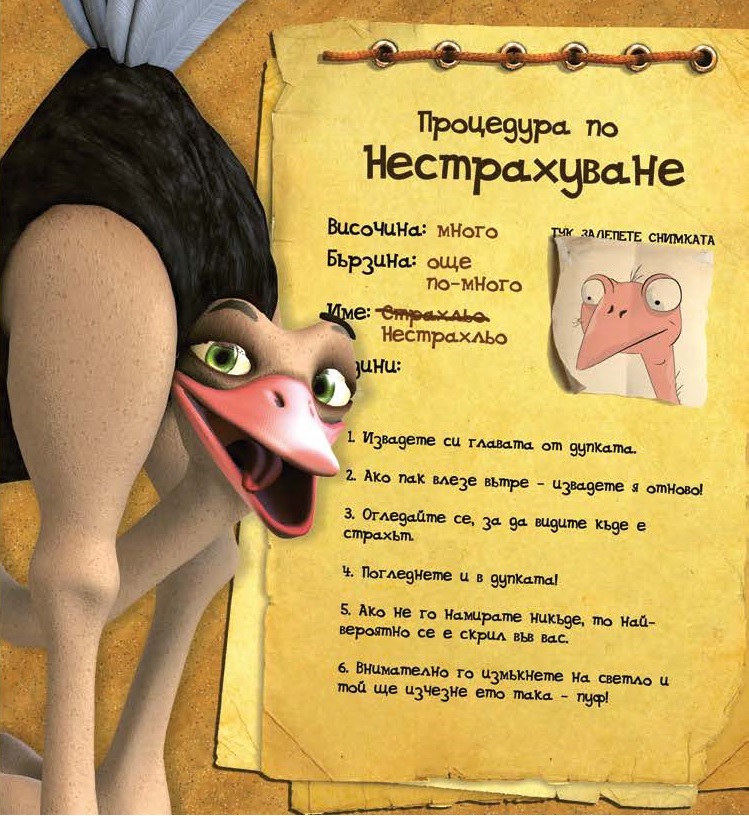 Процедура по
Нестрахуване
Височина: много
ТУК ЗАЛЕПЕТЕ СНИМКАТА
Бързина: още
по-много
Име: Страхльо
Нестрахльо
1. Извадете си главата от дупката.
2. Ако пак влезе вътре - извадете я отново!
3. Огледайте се, за да видите къде е
страхът.
4. Погледнете и в дупката!
5. Ако не го намирате никъде, то най-
вероятно се е скрил във вас.
6. Внимателно го измъкнете на светло и
той ще изчезне ето така - пуф!